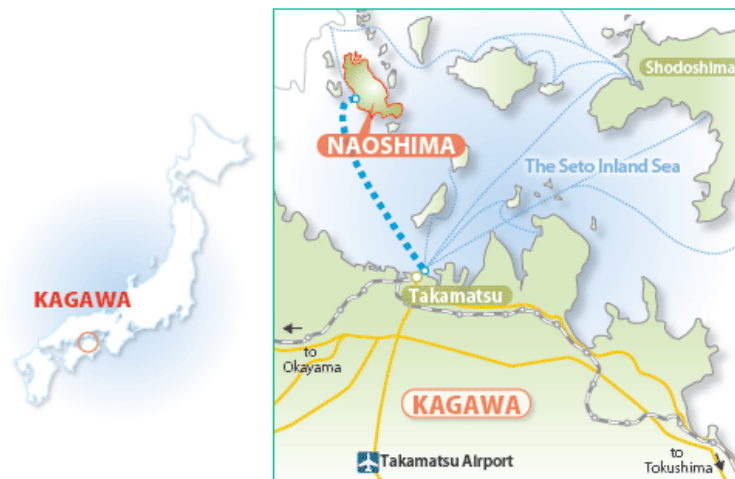 KAGAWA
Shodoshima
NAOSHIMA
The Seto Inland Sea
Takamatsu
to
Okayama
KAGAWA
Takamatsu Airport
to
Tokushima